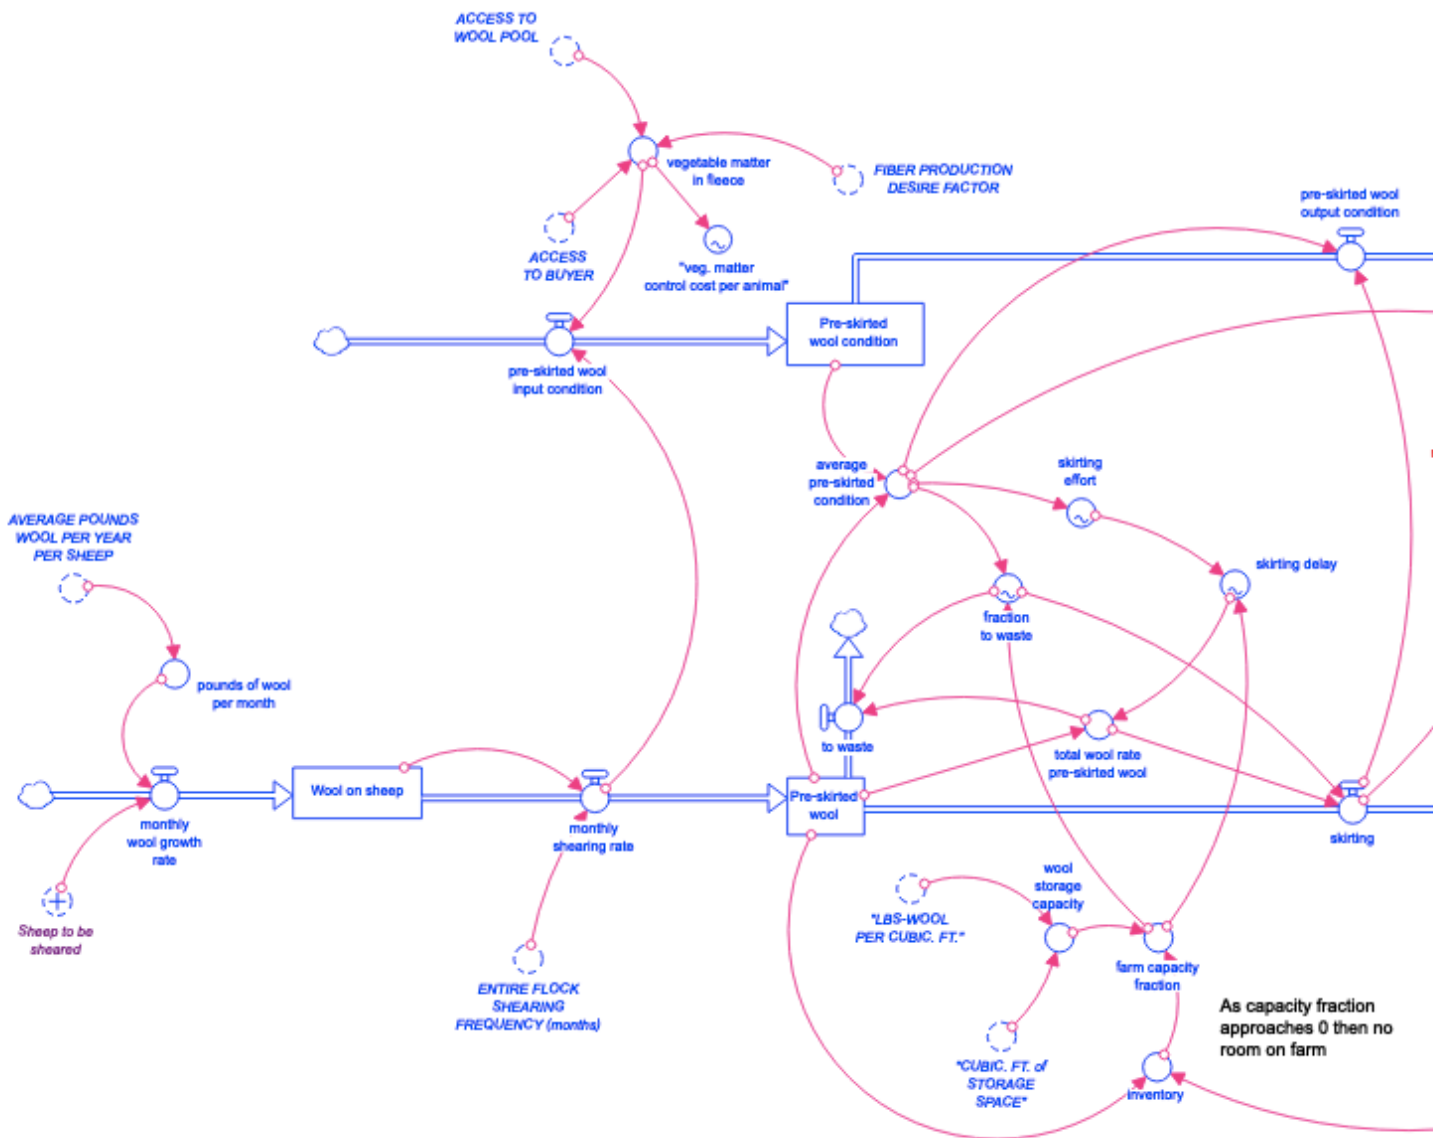 ACCESS TO
WOOL POOL
vegetable matter
in fleece
FIBER PRODUCTION
DESIRE FACTOR
pre-skirted wool
output condition
ACCESS
TO BUYER
"veg. matter
control cost per animal"
Pre-skirted
wool condition
pre-skirted wool
input condition
average
pre-skirted
condition
skirting
effort
AVERAGE POUNDS
WOOL PER YEAR
PER SHEEP
skirting delay
fraction
to waste
pounds of wool
per month
to waste
total wool rate
pre-skirted wool
Wool on sheep
Pre-skirted
wool
monthly
wool growth
rate
monthly
shearing rate
skirting
wool
storage
capacity
"LBS-WOOL
PER CUBIC. FT."
Sheep to be
sheared
farm capacity
fraction
ENTIRE FLOCK
SHEARING
FREQUENCY (months)
As capacity fraction
approaches 0 then no
room on farm
"CUBIC. FT. of
STORAGE
SPACE"
inventory